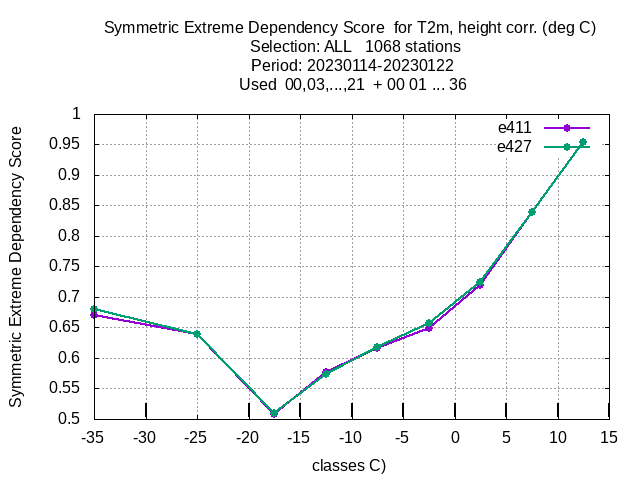 Symmetric Extreme Dependency Score  for T2m, height corr. (deg C)
Selection: ALL   1068 stations
Period: 20230114-20230122
Used  00,03,...,21  + 00 01 ... 36
Symmetric Extreme Dependency Score
1
0.95
0.9
0.85
0.8
0.75
0.7
0.65
0.6
0.55
0.5
e411
e427
-35 -30 -25 -20 -15 -10 -5 0 5 10 15
classes C)